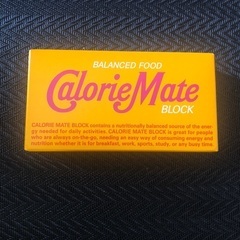 BALANCED FOOD
CalorieMate
BLOCK
CALORIE MATE BLOCK contains a nutritionally balanced source of the ener-
gy needed for daily activities. CALORIE MATE BLOCK is great for people
who are always on-the-go, needing an easy way of consuming energy and
nutrition whether it is for breakfast, work, sports, study, or any busy time.